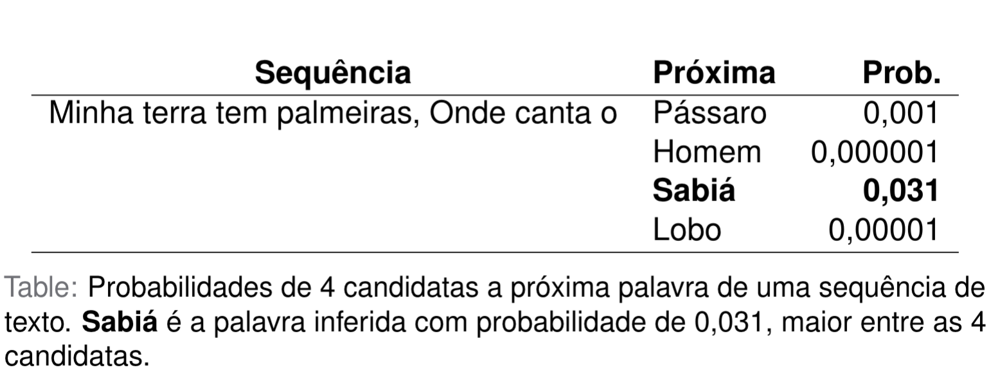 Sequência Próxima Prob.
Minha terra tem palmeiras, Onde canta o Pássaro 0,001
Homem 0,000001
Sabiá 0,031
Lobo 0,00001
Table: Probabilidades de 4 candidatas a próxima palavra de uma sequência de
texto. Sabiá é a palavra inferida com probabilidade de 0,031, maior entre as 4
candidatas.